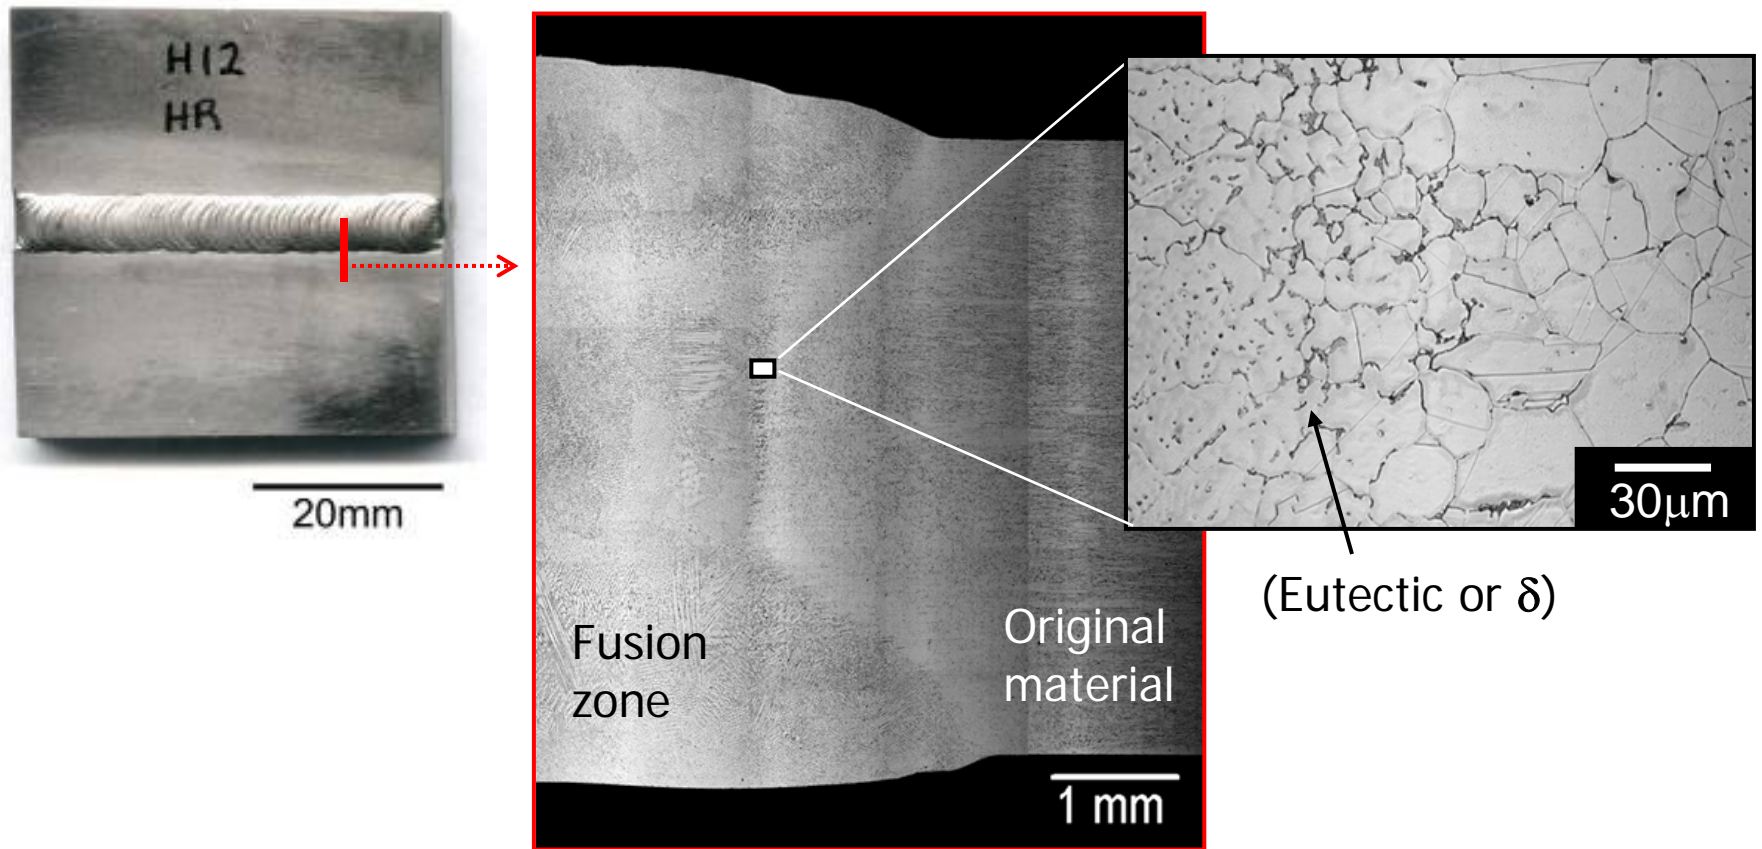 H12
HR
20mm
Fusion
zone
Original
material
1 mm
30μm
(Eutectic or δ)